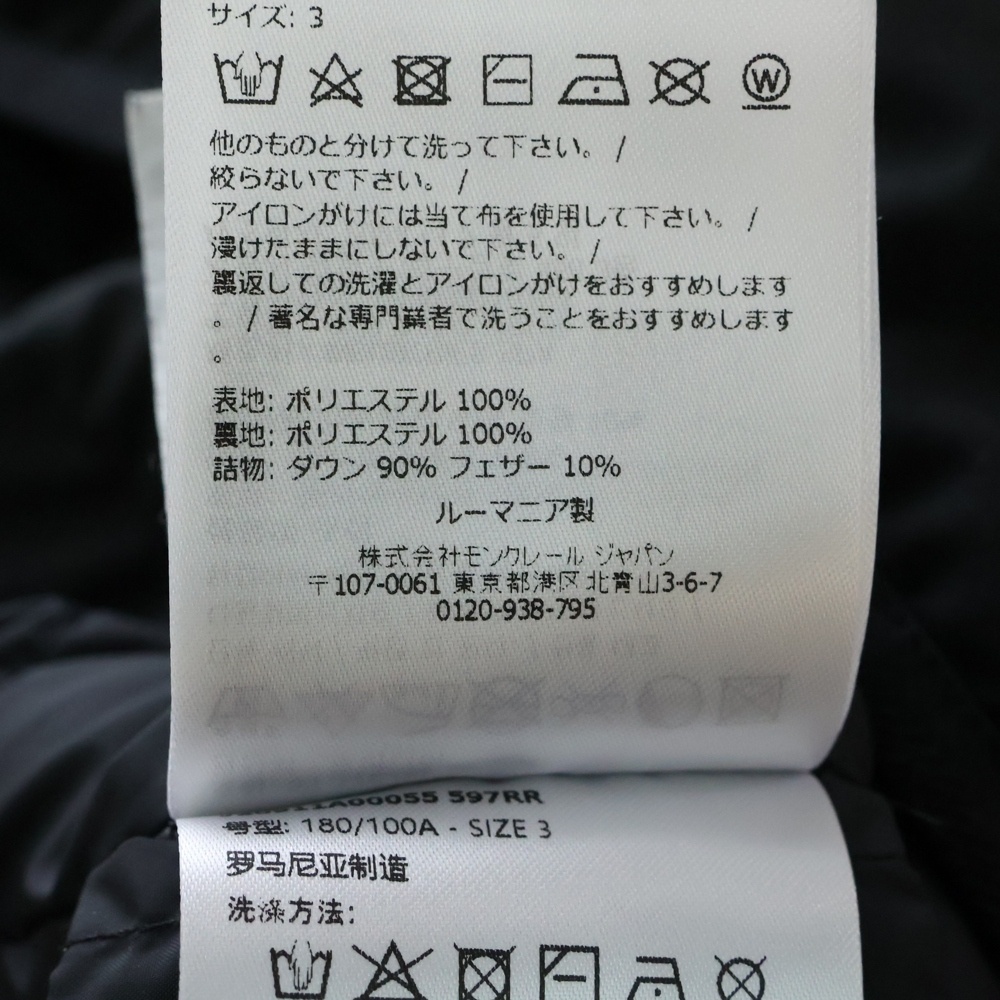 サイズ: 3
他のものと分けて洗って下さい。 /
絞らないで下さい。 /
アイロンがけには当て布を使用して下さい。 /
浸けたままにしないで下さい。 /
裏返しての洗濯とアイロンがけをおすすめします
。 / 著名な専門業者で洗うことをおすすめします
。
表地: ポリエステル 100%
裏地: ポリエステル 100%
詰物: ダウン 90% フェザー 10%
ルーマニア製
株式会社モンクレール ジャパン
〒107-0061 東京都港区北青山3-6-7
0120-938-795
1A00055 597RR
号型: 180/100A - SIZE 3
罗马尼亚制造
洗涤方法: